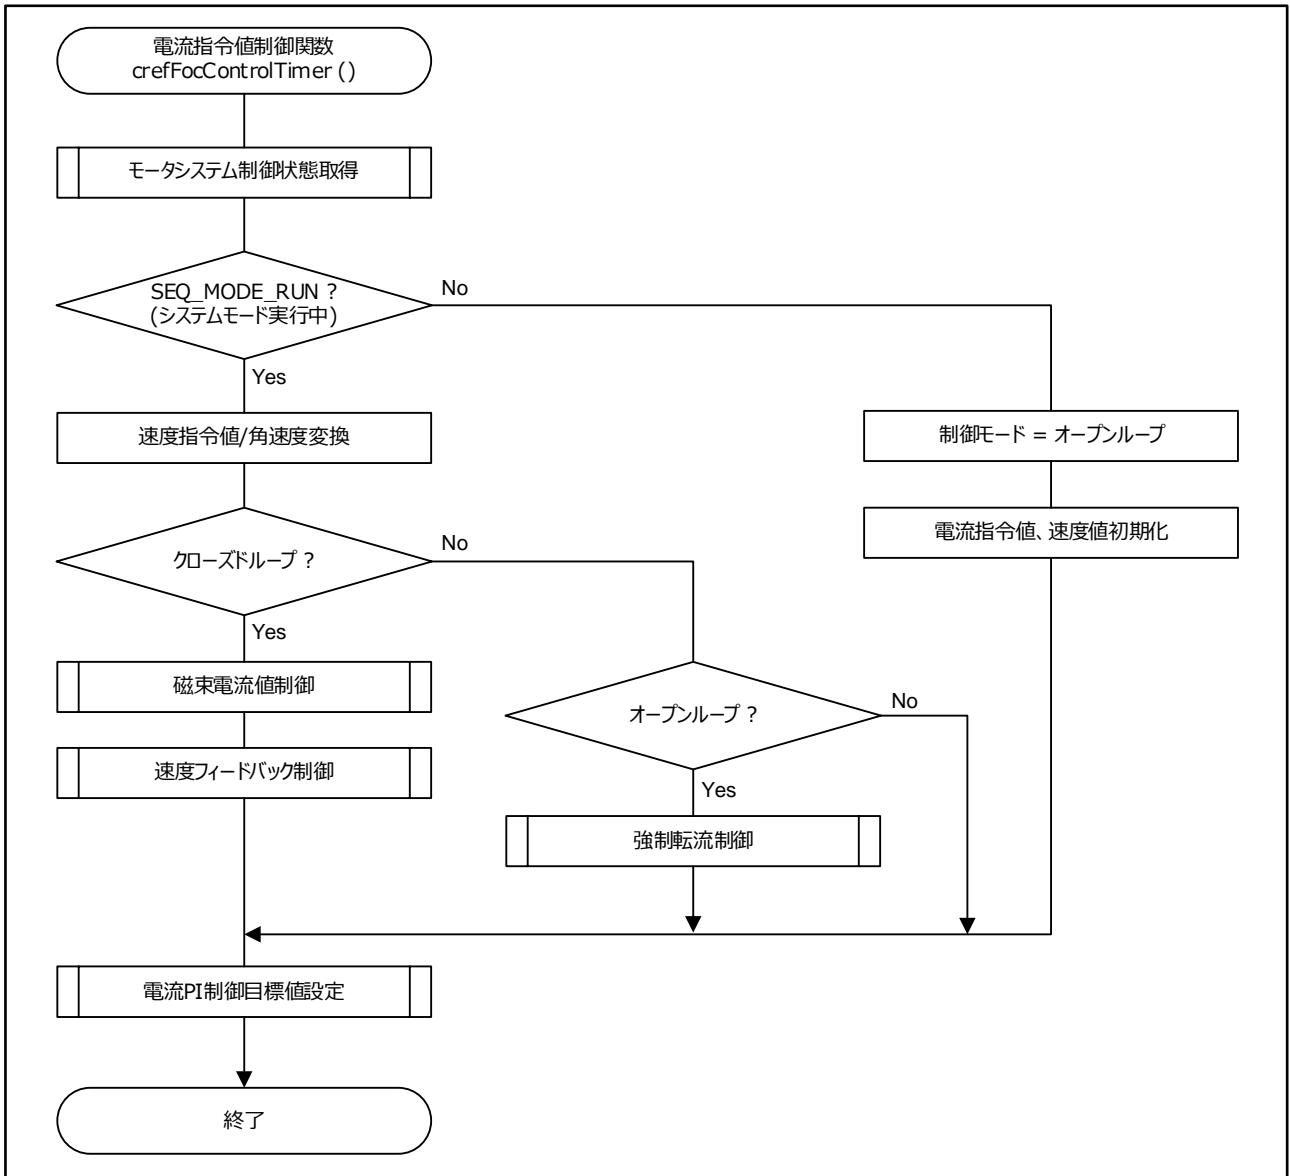 電流指令値制御関数
crefFocControlTimer ( )
モータシステム制御状態取得
SEQ_MODE_RUN ?
(システムモード実行中)
No
Yes
速度指令値/角速度変換
制御モード = オープンループ
電流指令値、速度値初期化
クローズドループ ?
No
Yes
磁束電流値制御
オープンループ ?
No
速度フィードバック制御
Yes
強制転流制御
電流PI制御目標値設定
終了